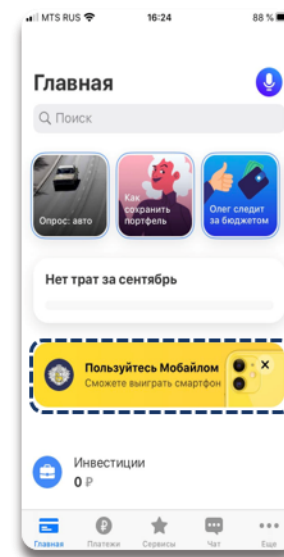 MTS RUS 16:24 88 %
Главная
Поиск
Опрос: авто
Как
сохранить
портфель
Олег следит
за бюджетом
Нет трат за сентябрь
Пользуйтесь Мобайлом
Сможете выиграть смартфон
Инвестиции
0 ₽
Главная Платежи Сервисы Чат Еще